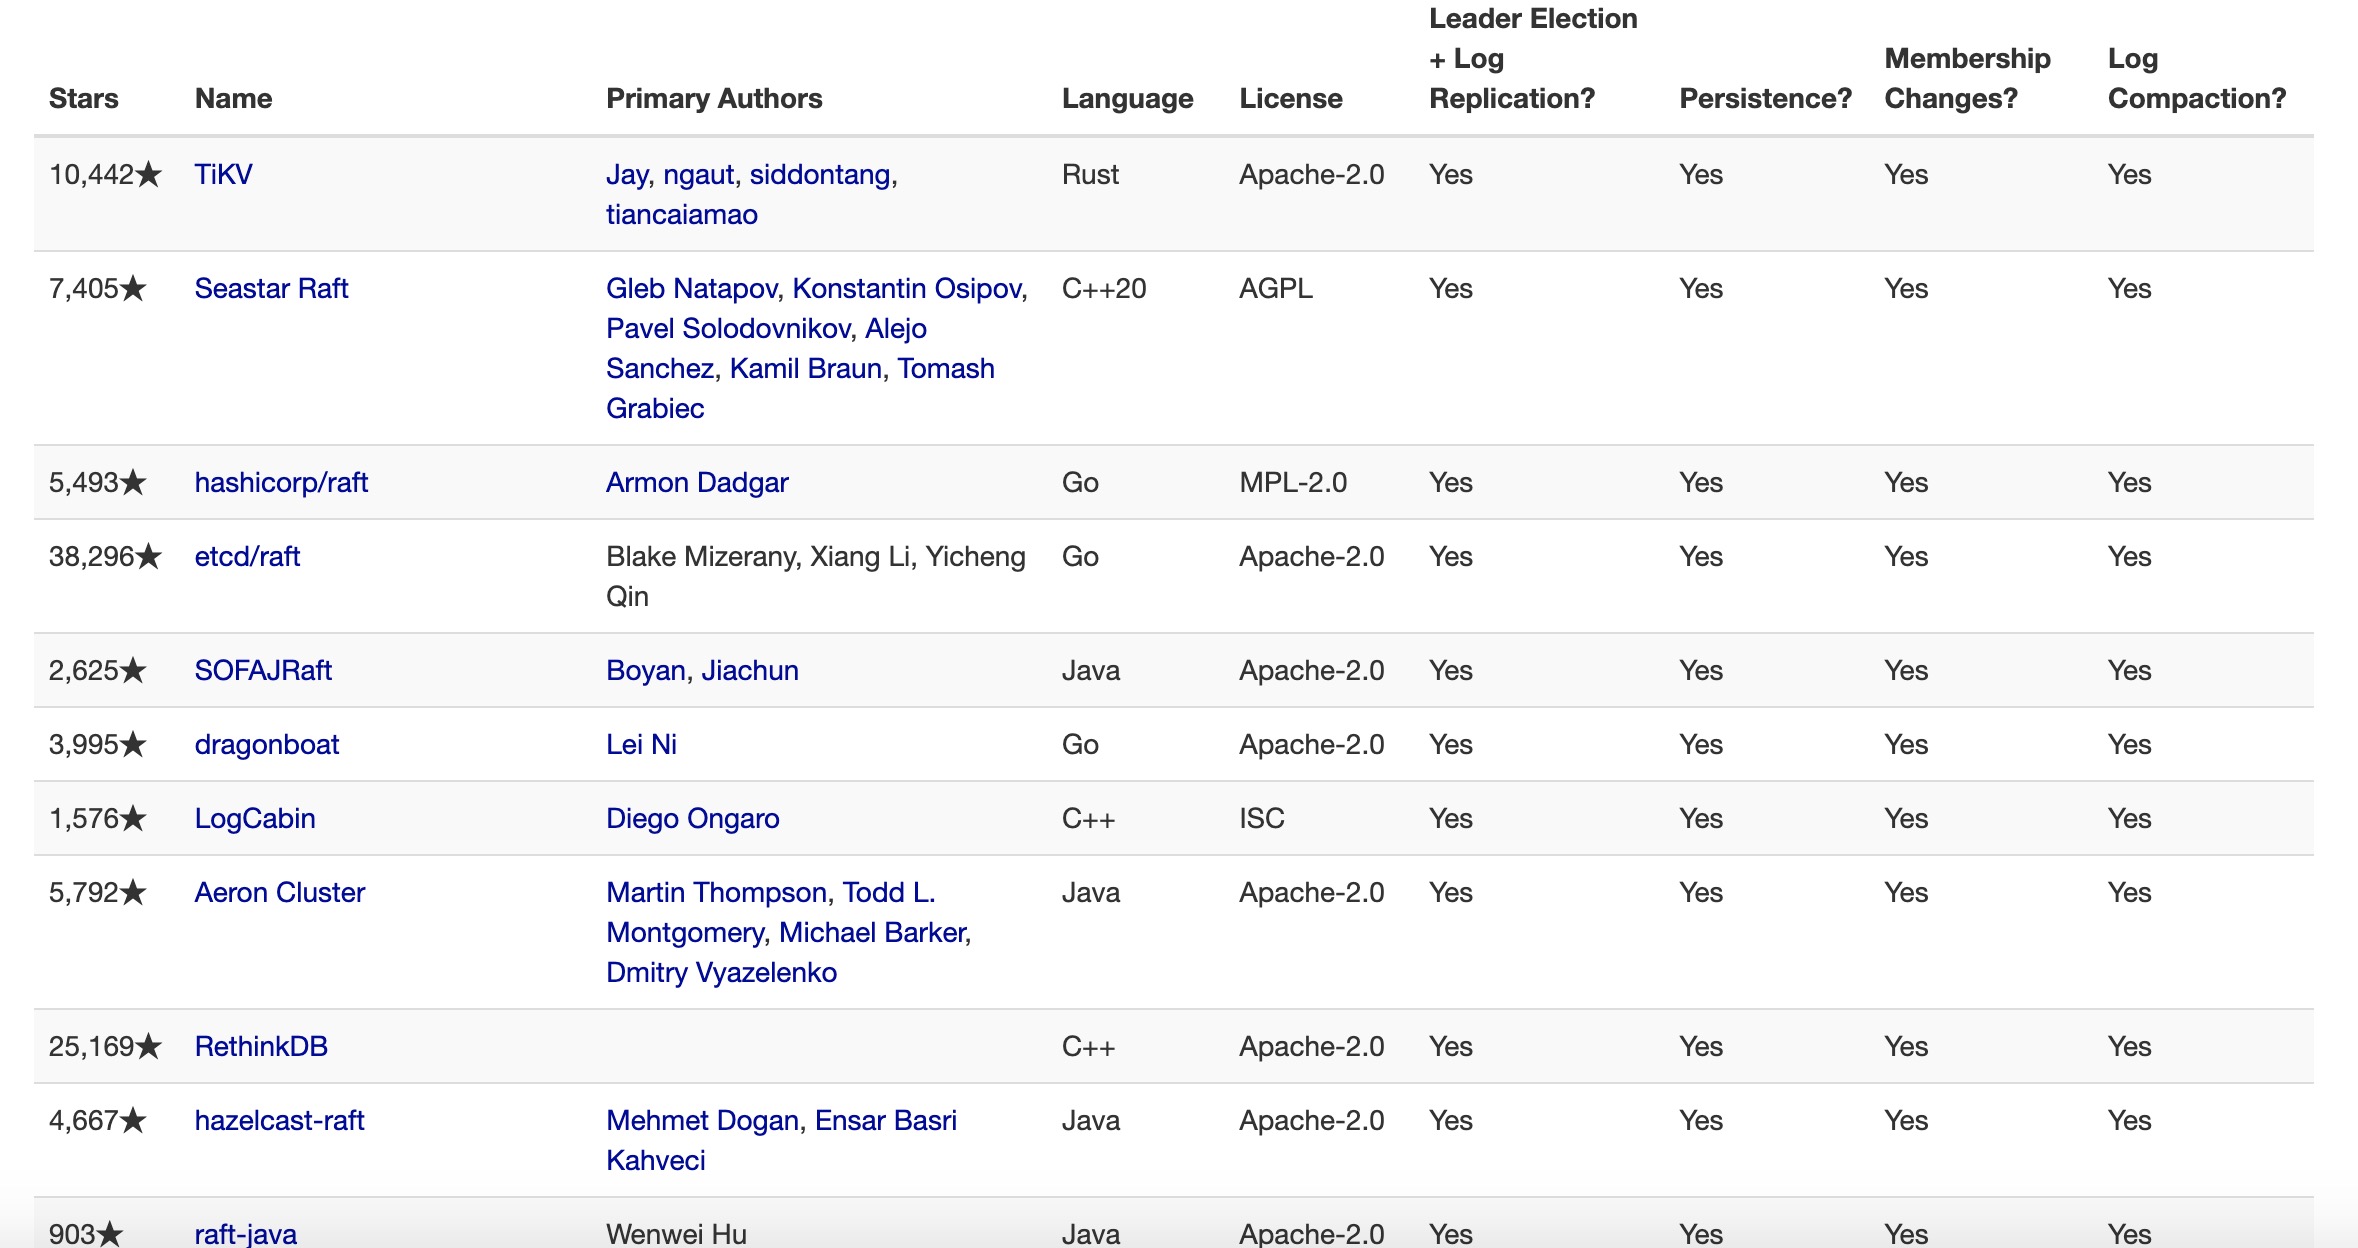 Leader Election
+ Log Membership Log
Stars Name Primary Authors Language License Replication? Persistence? Changes? Compaction?
10,442★ TiKV Jay, ngaut, siddontang, Rust Apache-2.0 Yes Yes Yes Yes
tiancaiamao
7,405★ Seastar Raft Gleb Natapov, Konstantin Osipov, C++20 AGPL Yes Yes Yes Yes
Pavel Solodovnikov, Alejo
Sanchez, Kamil Braun, Tomash
Grabiec
5,493★ hashicorp/raft Armon Dadgar Go MPL-2.0 Yes Yes Yes Yes
38,296★ etcd/raft Blake Mizerany, Xiang Li, Yicheng Go Apache-2.0 Yes Yes Yes Yes
Qin
2,625★ SOFAJRaft Boyan, Jiachun Java Apache-2.0 Yes Yes Yes Yes
3,995★ dragonboat Lei Ni Go Apache-2.0 Yes Yes Yes Yes
1,576★ LogCabin Diego Ongaro C++ ISC Yes Yes Yes Yes
5,792★ Aeron Cluster Martin Thompson, Todd L. Java Apache-2.0 Yes Yes Yes Yes
Montgomery, Michael Barker,
Dmitry Vyazelenko
25,169★ RethinkDB C++ Apache-2.0 Yes Yes Yes Yes
4,667★ hazelcast-raft Mehmet Dogan, Ensar Basri Java Apache-2.0 Yes Yes Yes Yes
Kahveci
903★ raft-java Wenwei Hu Java Apache-2.0 Yes Yes Yes Yes